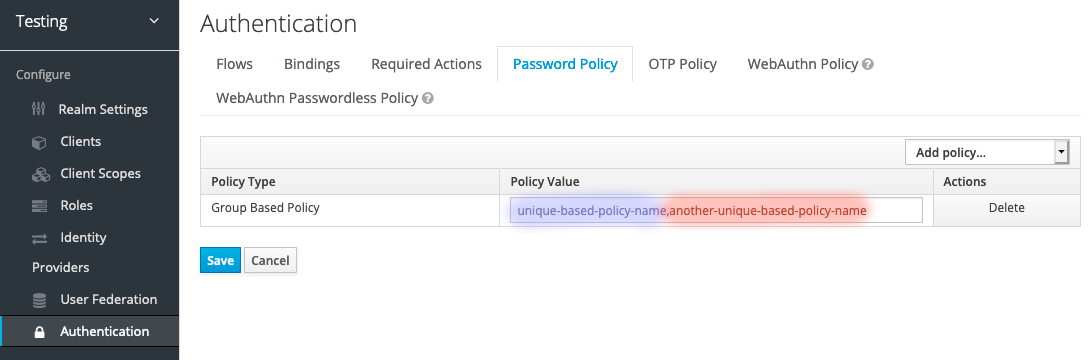 Testing
Configure
Realm Settings
Clients
Client Scopes
Roles
Identity
Providers
User Federation
Authentication
Authentication
Flows Bindings Required Actions Password Policy OTP Policy WebAuthn Policy ?
WebAuthn Passwordless Policy ?
Add policy...
Policy Type Policy Value Actions
Group Based Policy unique-based-policy-name,another-unique-based-policy-name Delete
Save Cancel